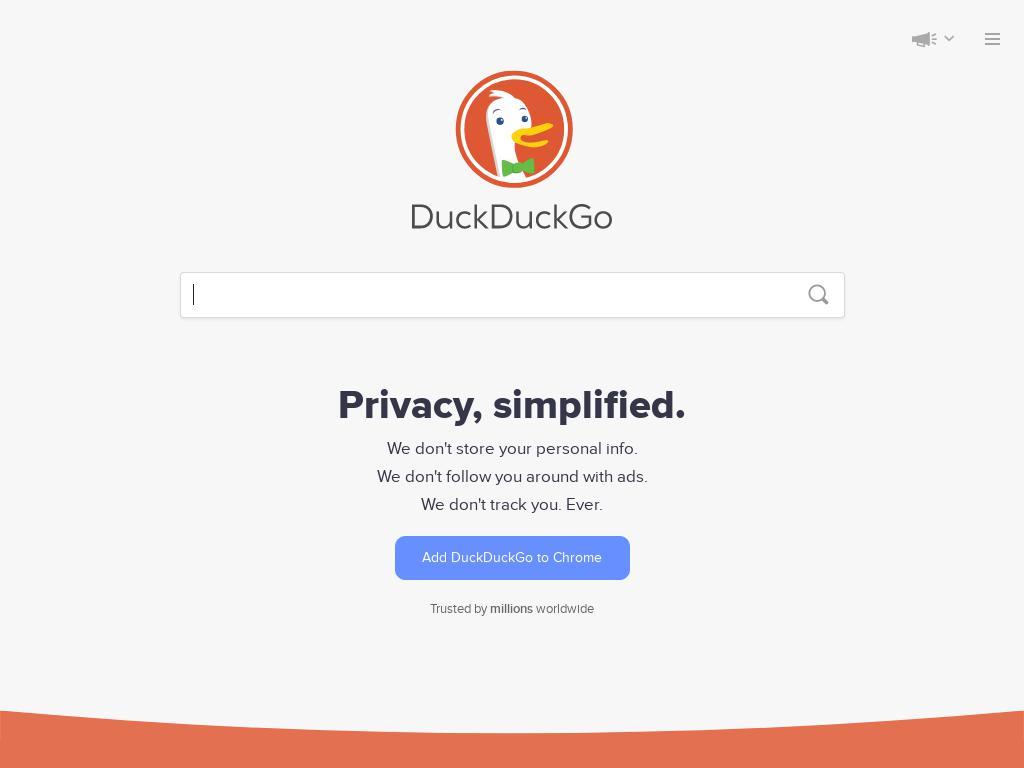 DuckDuckGo
Privacy, simplified.
We don't store your personal info.
We don't follow you around with ads.
We don't track you. Ever.
Add DuckDuckGo to Chrome
Trusted by millions worldwide